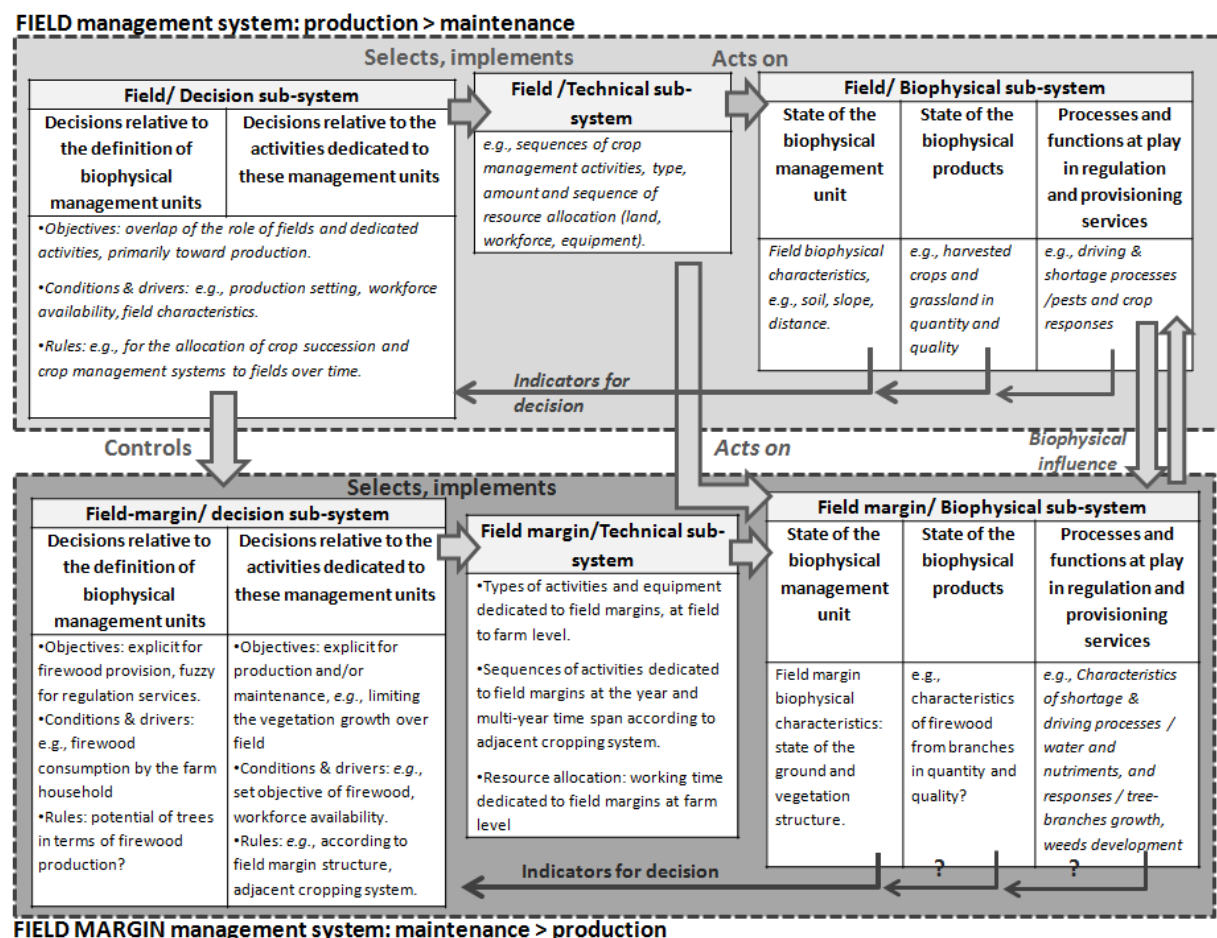 FIELD management system: production > maintenance
Selects, implements
Acts on
Field/ Decision sub-system
Decisions relative to
the definition of
biophysical
management units
Decisions relative to the
activities dedicated to
these management units
•Objectives: overlap of the role of fields and dedicated
activities, primarily toward production.
•Conditions & drivers: e.g., production setting, workforce
availability, field characteristics.
•Rules: e.g., for the allocation of crop succession and
crop management systems to fields over time.
Field /Technical sub-
system
e.g., sequences of crop
management activities, type,
amount and sequence of
resource allocation (land,
workforce, equipment).
Field/ Biophysical sub-system
State of the
biophysical
management
unit
State of the
biophysical
products
Processes and
functions at play
in regulation
and provisioning
services
Field biophysical
characteristics,
e.g., soil, slope,
distance.
e.g., harvested
crops and
grassland in
quantity and
quality
e.g., driving &
shortage processes
/pests and crop
responses
Indicators for
decision
Controls
Acts on
Biophysical
influence
Selects, implements
Field-margin/ decision sub-system
Decisions relative to
the definition of
biophysical
management units
Decisions relative to the
activities dedicated to
these management units
•Objectives: explicit for
firewood provision, fuzzy
for regulation services.
•Conditions & drivers:
e.g., firewood
consumption by the farm
household
•Rules: potential of trees
in terms of firewood
production?
•Objectives: explicit for
production and/or
maintenance, e.g., limiting
the vegetation growth over
field
•Conditions & drivers: e.g.,
set objective of firewood,
workforce availability.
•Rules: e.g., according to
field margin structure,
adjacent cropping system.
Field margin/Technical sub-
system
•Types of activities and equipment
dedicated to field margins, at field
to farm level.
•Sequences of activities dedicated
to field margins at the year and
multi-year time span according to
adjacent cropping system.
•Resource allocation: working time
dedicated to field margins at farm
level
Field margin/ Biophysical sub-system
State of the
biophysical
management
unit
State of the
biophysical
products
Processes and
functions at play
in regulation and
provisioning
services
Field margin
biophysical
characteristics:
state of the
ground and
vegetation
structure.
e.g.,
characteristics
of firewood
from branches
in quantity and
quality?
e.g., Characteristics
of shortage &
driving processes /
water and
nutriments, and
responses / tree-
branches growth,
weeds development
? ?
Indicators for decision
FIELD MARGIN management system: maintenance > production